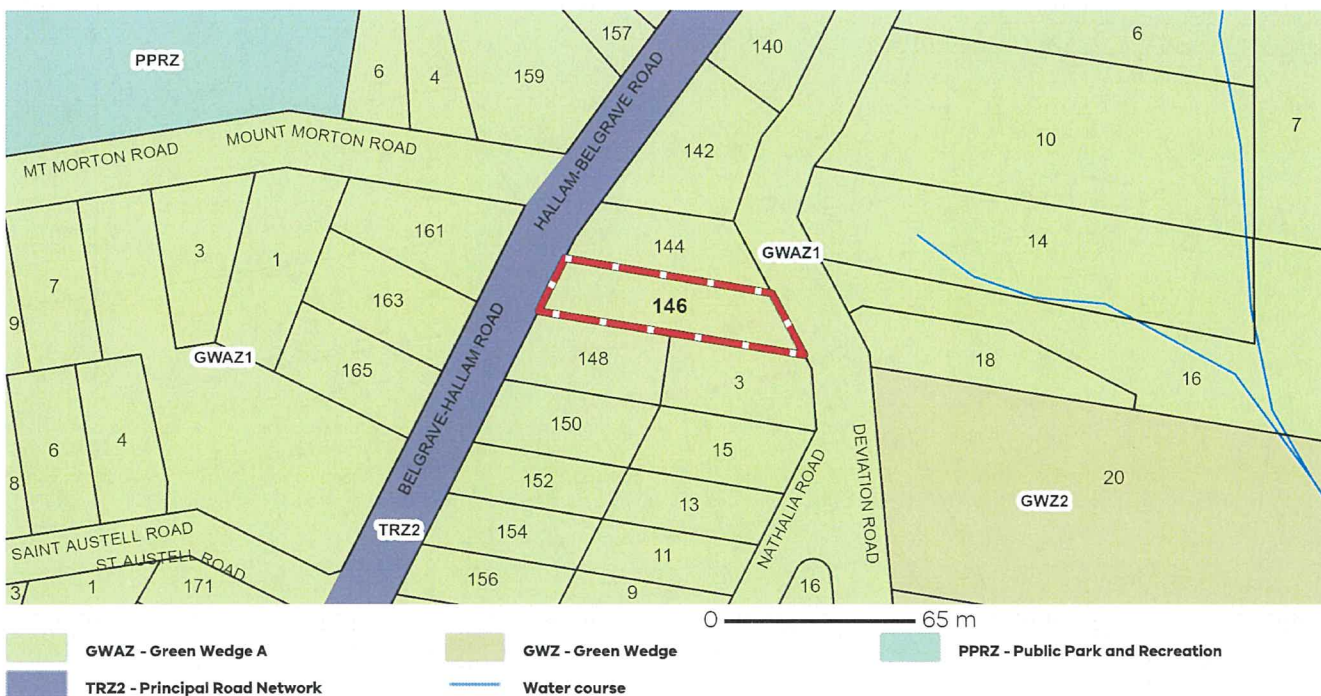 157
140
6
PPRZ
6
4
159
7
MT MORTON ROAD
MOUNT MORTON ROAD
HALLAM-BELGRAVE ROAD
142
10
161
144
GWAZ1
14
7
3
1
163
146
9
GWAZ1
165
BELGRAVE-HALLAM ROAD
148
3
18
16
6
4
150
15
8
152
13
NATHALIA ROAD
DEVIATION ROAD
20
GWZ2
SAINT AUSTELL ROAD
ST AUSTELL ROAD
TRZ2
154
11
3
1
171
156
9
16
0 65 m
GWAZ - Green Wedge A
GWZ - Green Wedge
PPRZ - Public Park and Recreation
TRZ2 - Principal Road Network
Water course